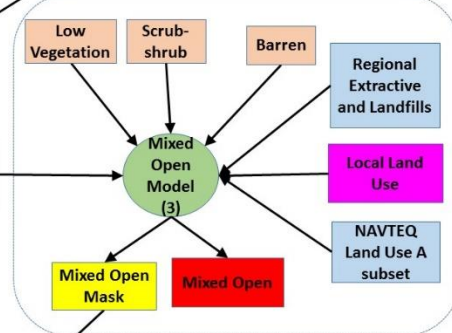 Low
Vegetation
Scrub-
shrub
Barren
Regional
Extractive
and Landfills
Mixed
Open
Model
(3)
Local Land
Use
NAVTEQ
Land Use A
subset
Mixed Open
Mask
Mixed Open